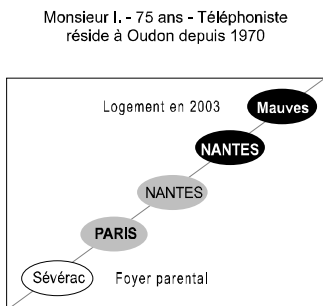 Monsieur I. - 75 ans - Téléphoniste
réside à Oudon depuis 1970
Logement en 2003 Mauves
NANTES
NANTES
PARIS
Sévérac Foyer parental